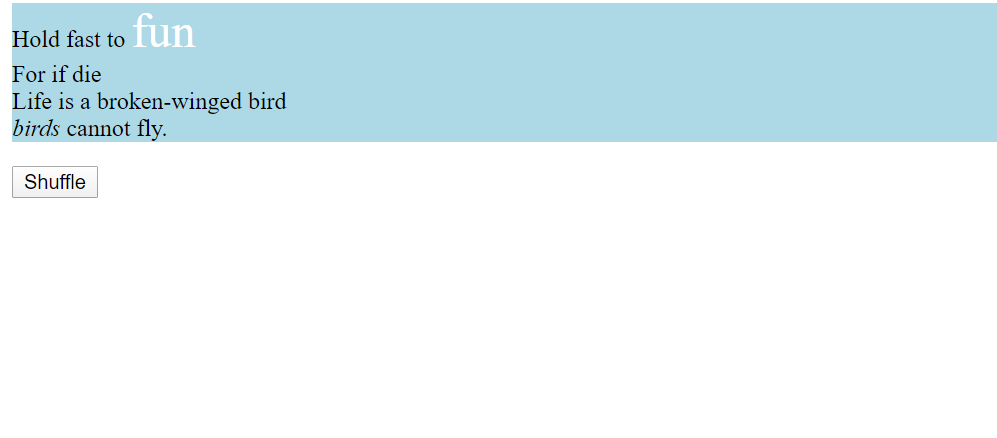 Hold fast to fun
For if die
Life is a broken-winged bird
birds cannot fly.
Shuffle